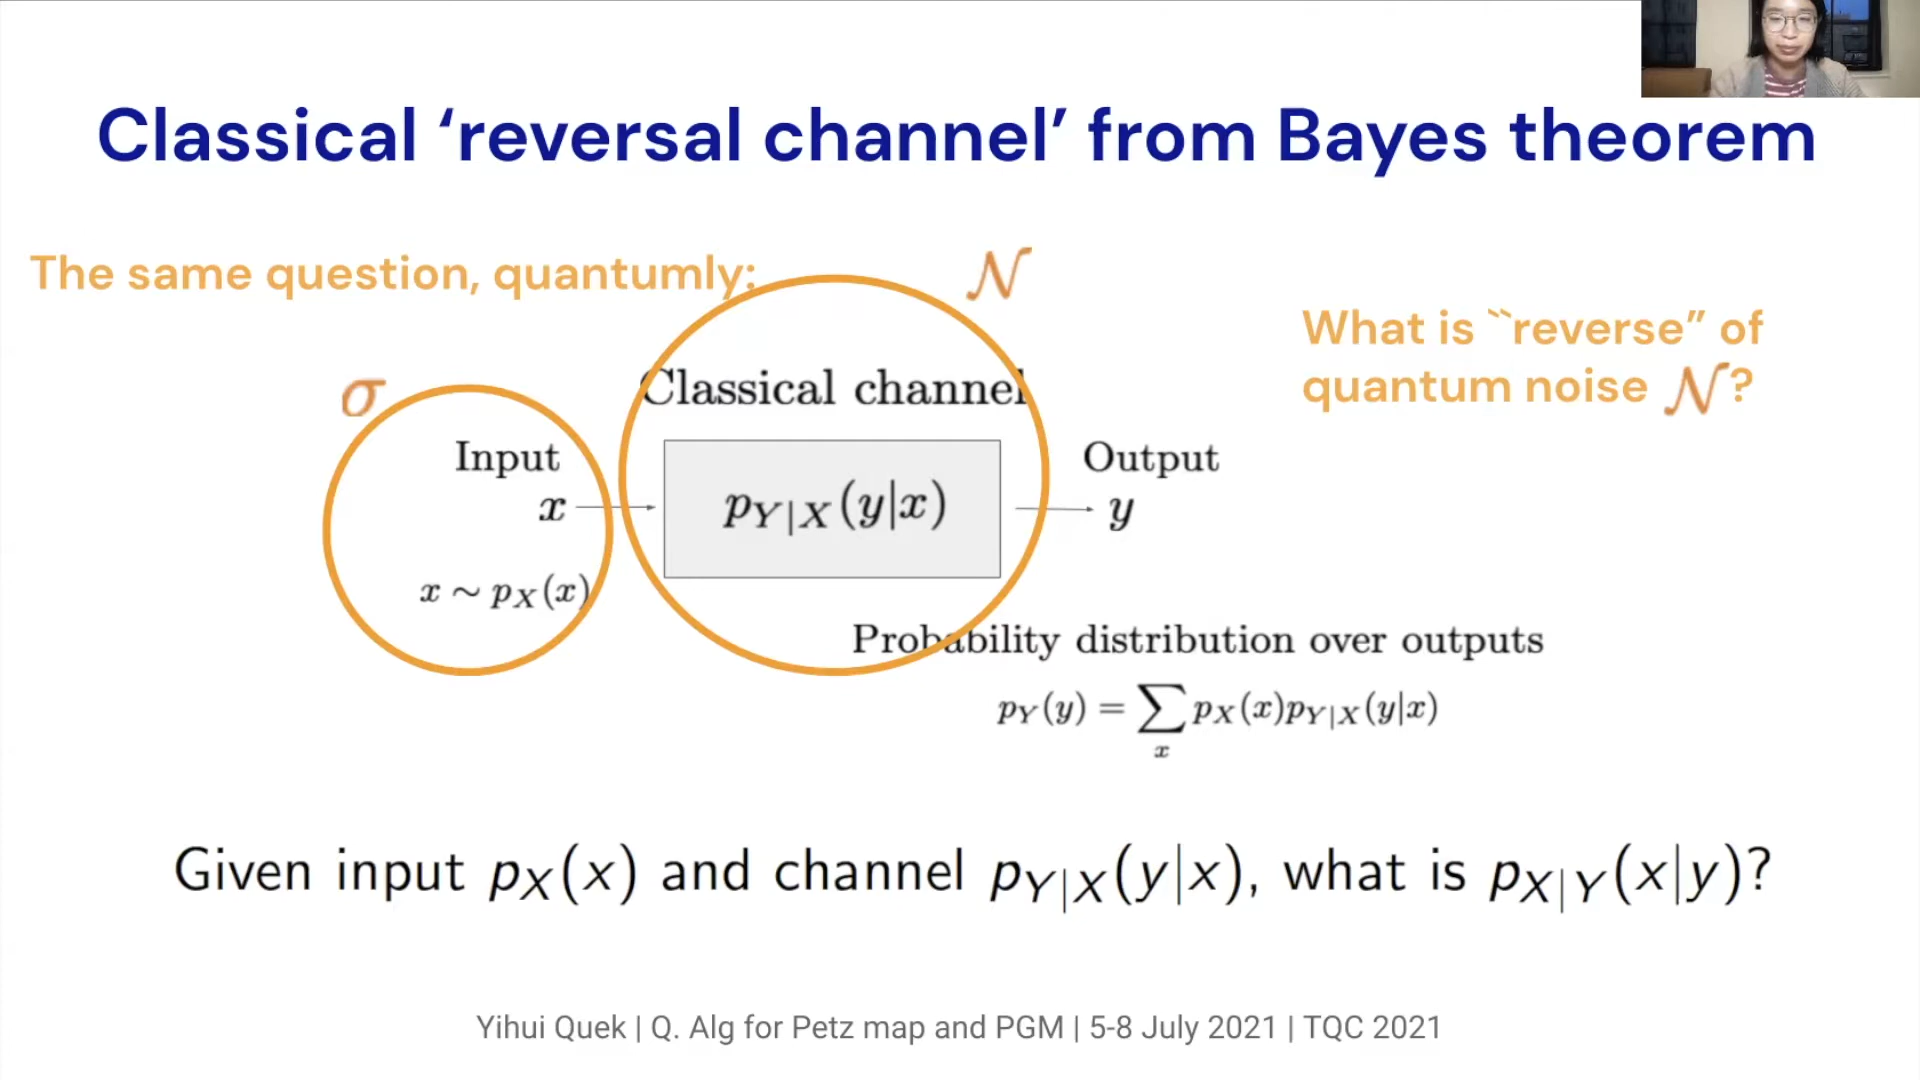 Classical ‘reversal channel’ from Bayes theorem
The same question, quantumly:
𝒩
What is ``reverse” of
quantum noise 𝒩?
σ
Classical channel
Input
x
p_{Y|X}(y|x)
Output
y
x ∼ p_X(x)
Probability distribution over outputs
p_Y(y) = ∑_x p_X(x)p_{Y|X}(y|x)
Given input p_X(x) and channel p_{Y|X}(y|x), what is p_{X|Y}(x|y)?
Yihui Quek | Q. Alg for Petz map and PGM | 5-8 July 2021 | TQC 2021